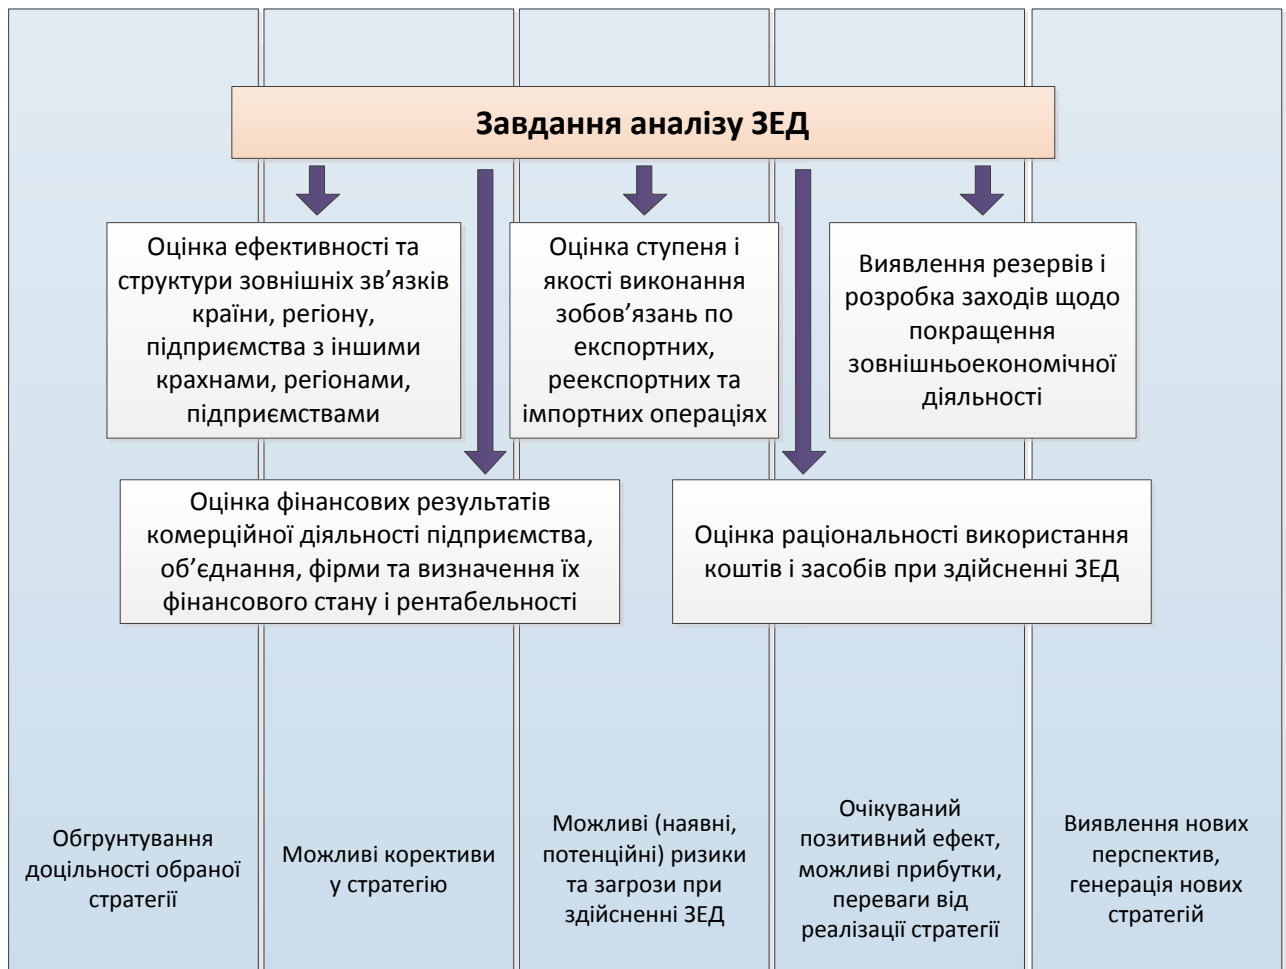 Завдання аналізу ЗЕД
Оцінка ефективності та
структури зовнішніх зв’язків
країни, регіону,
підприємства з іншими
крахнами, регіонами,
підприємствами
Оцінка ступеня і
якості виконання
зобов’язань по
експортних,
реекспортних та
імпортних операціях
Виявлення резервів і
розробка заходів щодо
покращення
зовнішньоекономічної
діяльності
Оцінка фінансових результатів
комерційної діяльності підприємства,
об’єднання, фірми та визначення їх
фінансового стану і рентабельності
Оцінка раціональності використання
коштів і засобів при здійсненні ЗЕД
Обгрунтування
доцільності обраної
стратегії
Можливі корективи
у стратегію
Можливі (наявні,
потенційні) ризики
та загрози при
здійсненні ЗЕД
Очікуваний
позитивний ефект,
можливі прибутки,
переваги від
реалізації стратегії
Виявлення нових
перспектив,
генерація нових
стратегій